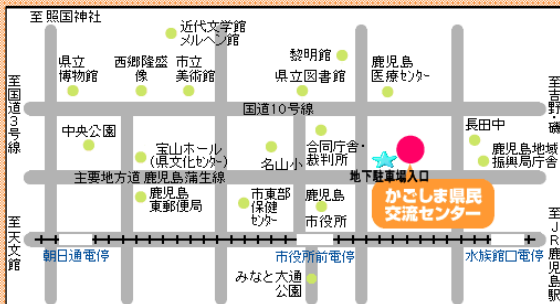 至照国神社
近代文学館
メルヘン館
黎明館
県立
博物館
西郷隆盛
像
市立
美術館
県立図書館
鹿児島
医療センター
至国道3号線
国道10号線
至吉野・磯
中央公園
宝山ホール
(県文化センター)
名山小
合同庁舎・
裁判所
長田中
鹿児島地域
振興局庁舎
地下駐車場入口
主要地方道 鹿児島蒲生線
かごしま県民
交流センター
鹿児島
東郵便局
市東部
保健
センター
鹿児島
市役所
至天文館
至JR鹿児島駅
朝日通電停
市役所前電停
水族館口電停
みなと大通
公園